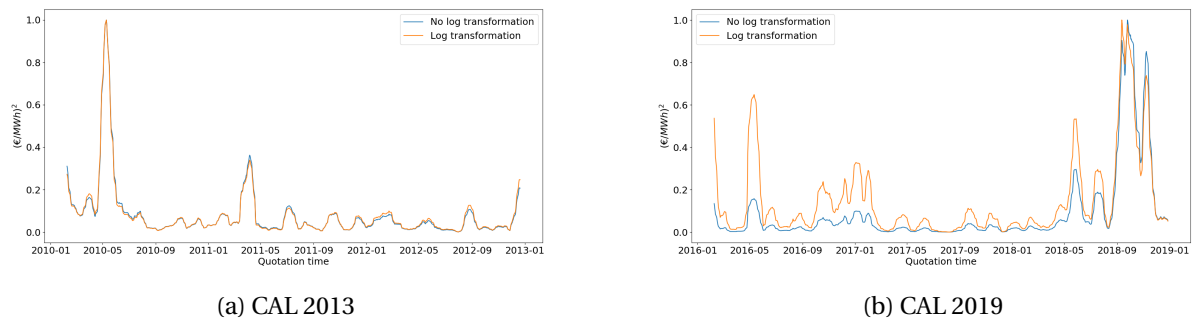 No log transformation
Log transformation
1.0
0.8
0.6
0.4
0.2
0.0
(€/MWh)²
2010-01 2010-05 2010-09 2011-01 2011-05 2011-09 2012-01 2012-05 2012-09 2013-01
Quotation time
(a) CAL 2013
No log transformation
Log transformation
1.0
0.8
0.6
0.4
0.2
0.0
(€/MWh)²
2016-01 2016-05 2016-09 2017-01 2017-05 2017-09 2018-01 2018-05 2018-09 2019-01
Quotation time
(b) CAL 2019